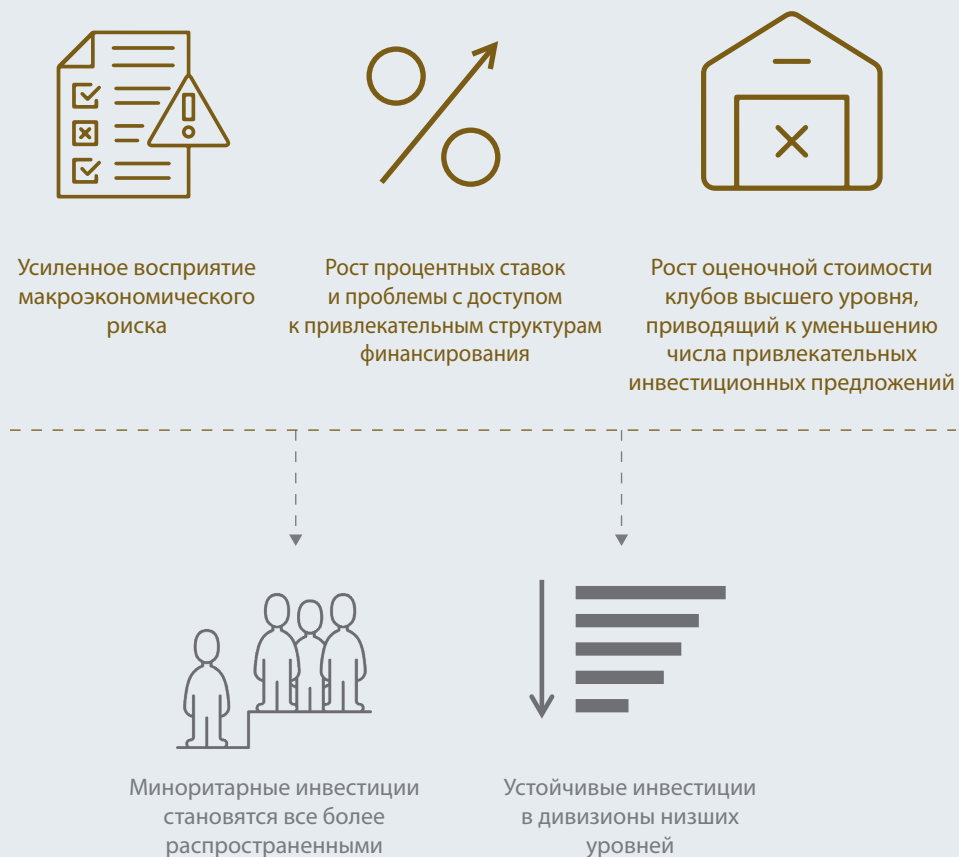 Усиленное восприятие
макроэкономического
риска
Рост процентных ставок
и проблемы с доступом
к привлекательным структурам
финансирования
Рост оценочной стоимости
клубов высшего уровня,
приводящий к уменьшению
числа привлекательных
инвестиционных предложений
Миноритарные инвестиции
становятся все более
распространенными
Устойчивые инвестиции
в дивизионы низших
уровней